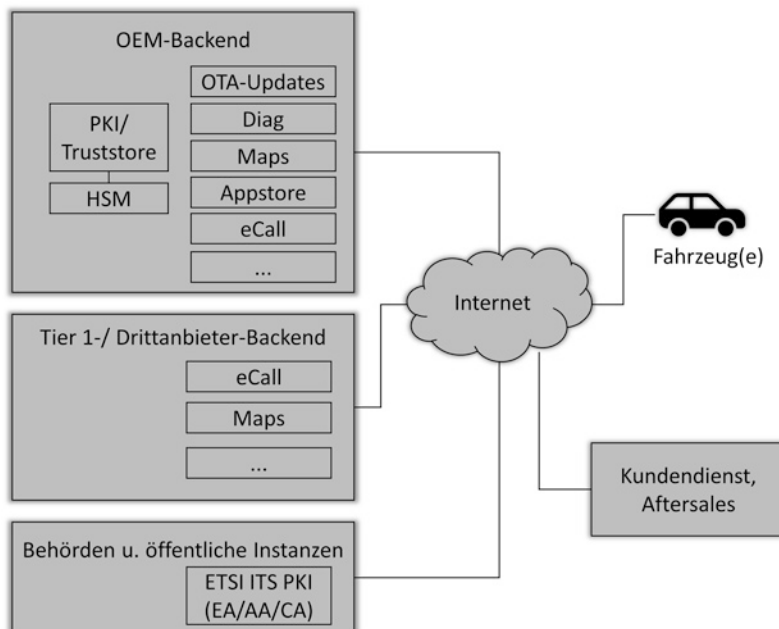 OEM-Backend
PKI/
Truststore
HSM
OTA-Updates
Diag
Maps
Appstore
eCall
...
Tier 1-/ Drittanbieter-Backend
eCall
Maps
...
Behörden u. öffentliche Instanzen
ETSI ITS PKI
(EA/AA/CA)
Internet
Fahrzeug(e)
Kundendienst,
Aftersales